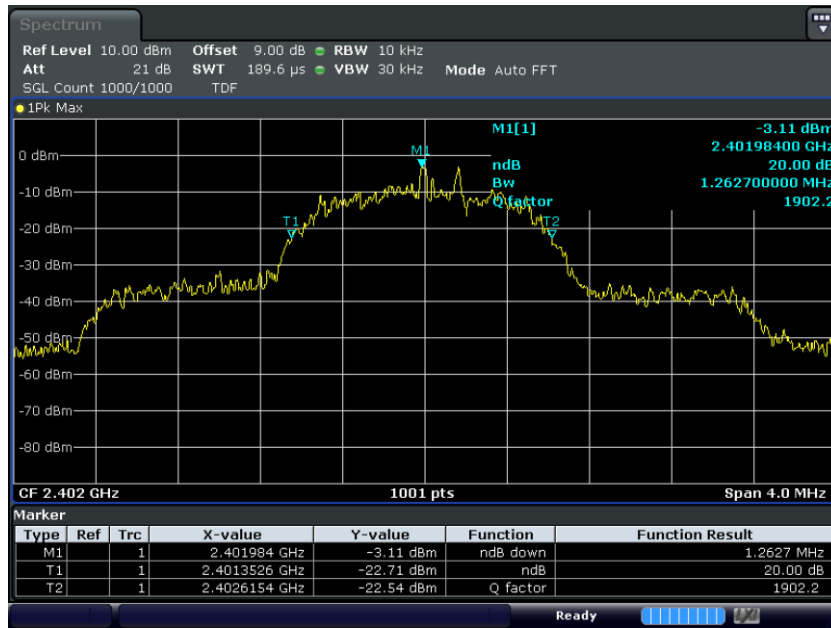 Spectrum
Ref Level 10.00 dBm Offset 9.00 dB RBW 10 kHz
Att 21 dB SWT 189.6 µs VBW 30 kHz Mode Auto FFT
SGL Count 1000/1000 TDF
1Pk Max
M1[1] -3.11 dBm
2.40198400 GHz
ndB 20.00 dB
Bw 1.262700000 MHz
Q factor 1902.2
M1
T1
T2
0 dBm
-10 dBm
-20 dBm
-30 dBm
-40 dBm
-50 dBm
-60 dBm
-70 dBm
-80 dBm
CF 2.402 GHz 1001 pts Span 4.0 MHz
Marker
Type Ref Trc X-value Y-value Function Function Result
M1 1 2.401984 GHz -3.11 dBm ndB down 1.2627 MHz
T1 1 2.4013526 GHz -22.71 dBm ndB 20.00 dB
T2 1 2.4026154 GHz -22.54 dBm Q factor 1902.2
Ready